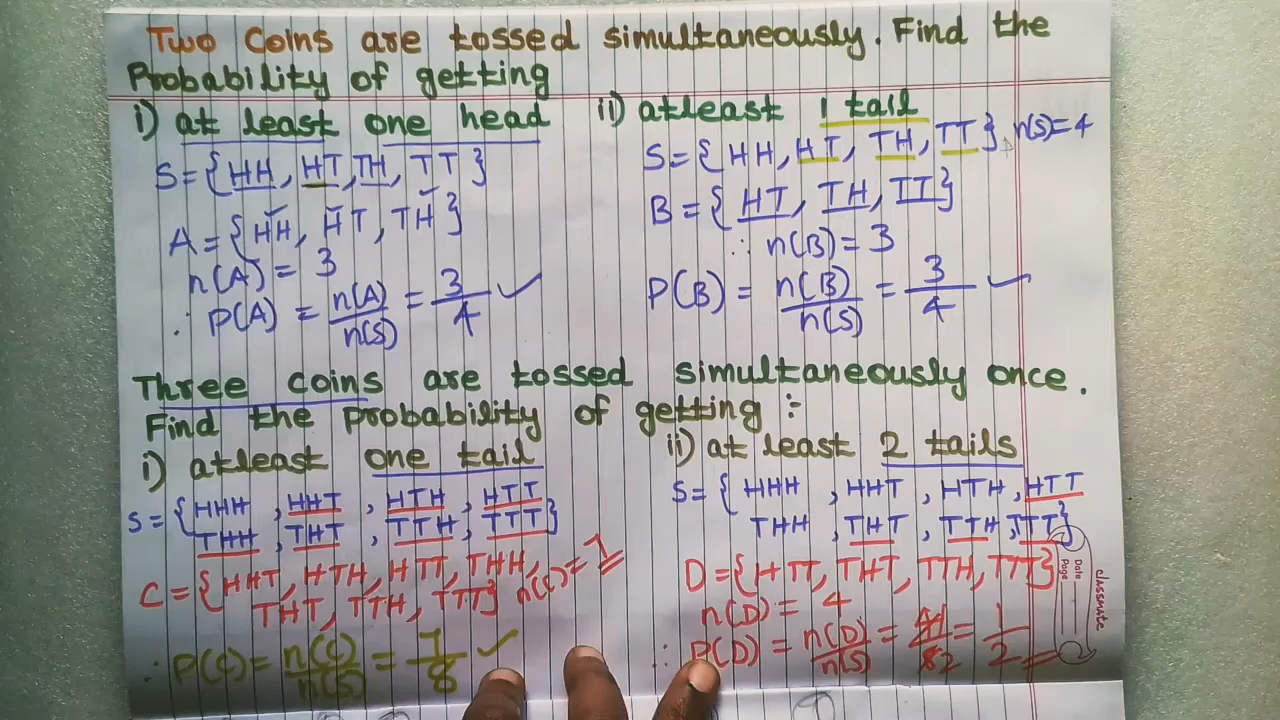 Two Coins are tossed simultaneously. Find the
Probability of getting
i) at least one head
S = {HH, HT, TH, TT}
A = {HH, HT, TH}
n(A) = 3
∴ P(A) = n(A)/n(S) = 3/4 ✓
ii) atleast 1 tail
S = {HH, HT, TH, TT} n(S) = 4
B = {HT, TH, TT}
∴ n(B) = 3
P(B) = n(B)/n(S) = 3/4 ✓
Three coins are tossed simultaneously once.
Find the probability of getting :-
i) atleast one tail
S = {HHH, HHT, HTH, HTT
THH, THT, TTH, TTT}
C = {HHT, HTH, HTT, THH,
THT, TTH, TTT} n(C) = 7
∴ P(C) = n(C)/n(S) = 7/8 ✓
ii) at least 2 tails
S = {HHH, HHT, HTH, HTT
THH, THT, TTH, TTT}
D = {HTT, THT, TTH, TTT}
n(D) = 4
∴ P(D) = n(D)/n(S) = 4/8 = 1/2
classmate
Date
Page